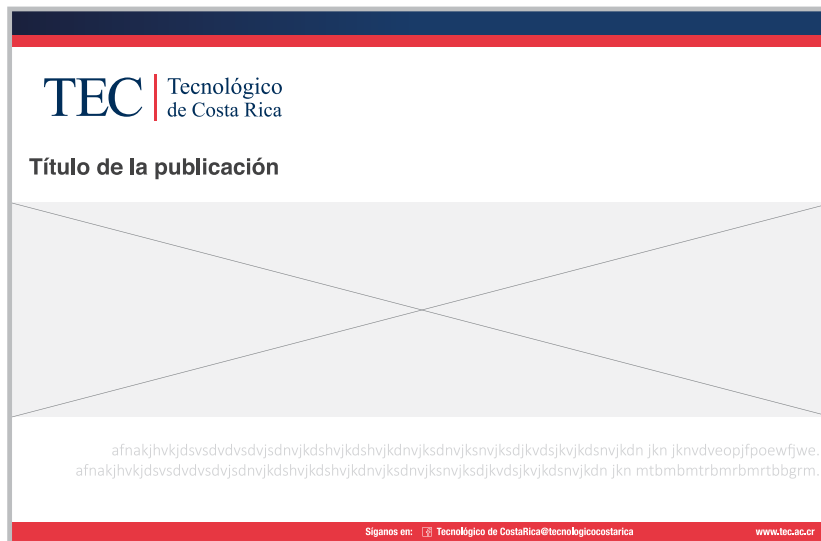 TEC
Tecnológico
de Costa Rica
Título de la publicación
afnakjhvkjdsvsdvdvsdvjsdnvjkdshvjkdshvjkdnvjksdnvjksnvjksdjkvdsjkvjkdsnvjkdn jkn jknvdveopjfpoewfjwe.
afnakjhvkjdsvsdvdvsdvjsdnvjkdshvjkdshvjkdnvjksdnvjksnvjksdjkvdsjkvjkdsnvjkdn jkn mtbmbmtrbmrbmrtbbgrm.
Síganos en: Tecnológico de CostaRica@tecnologicocostarica www.tec.ac.cr